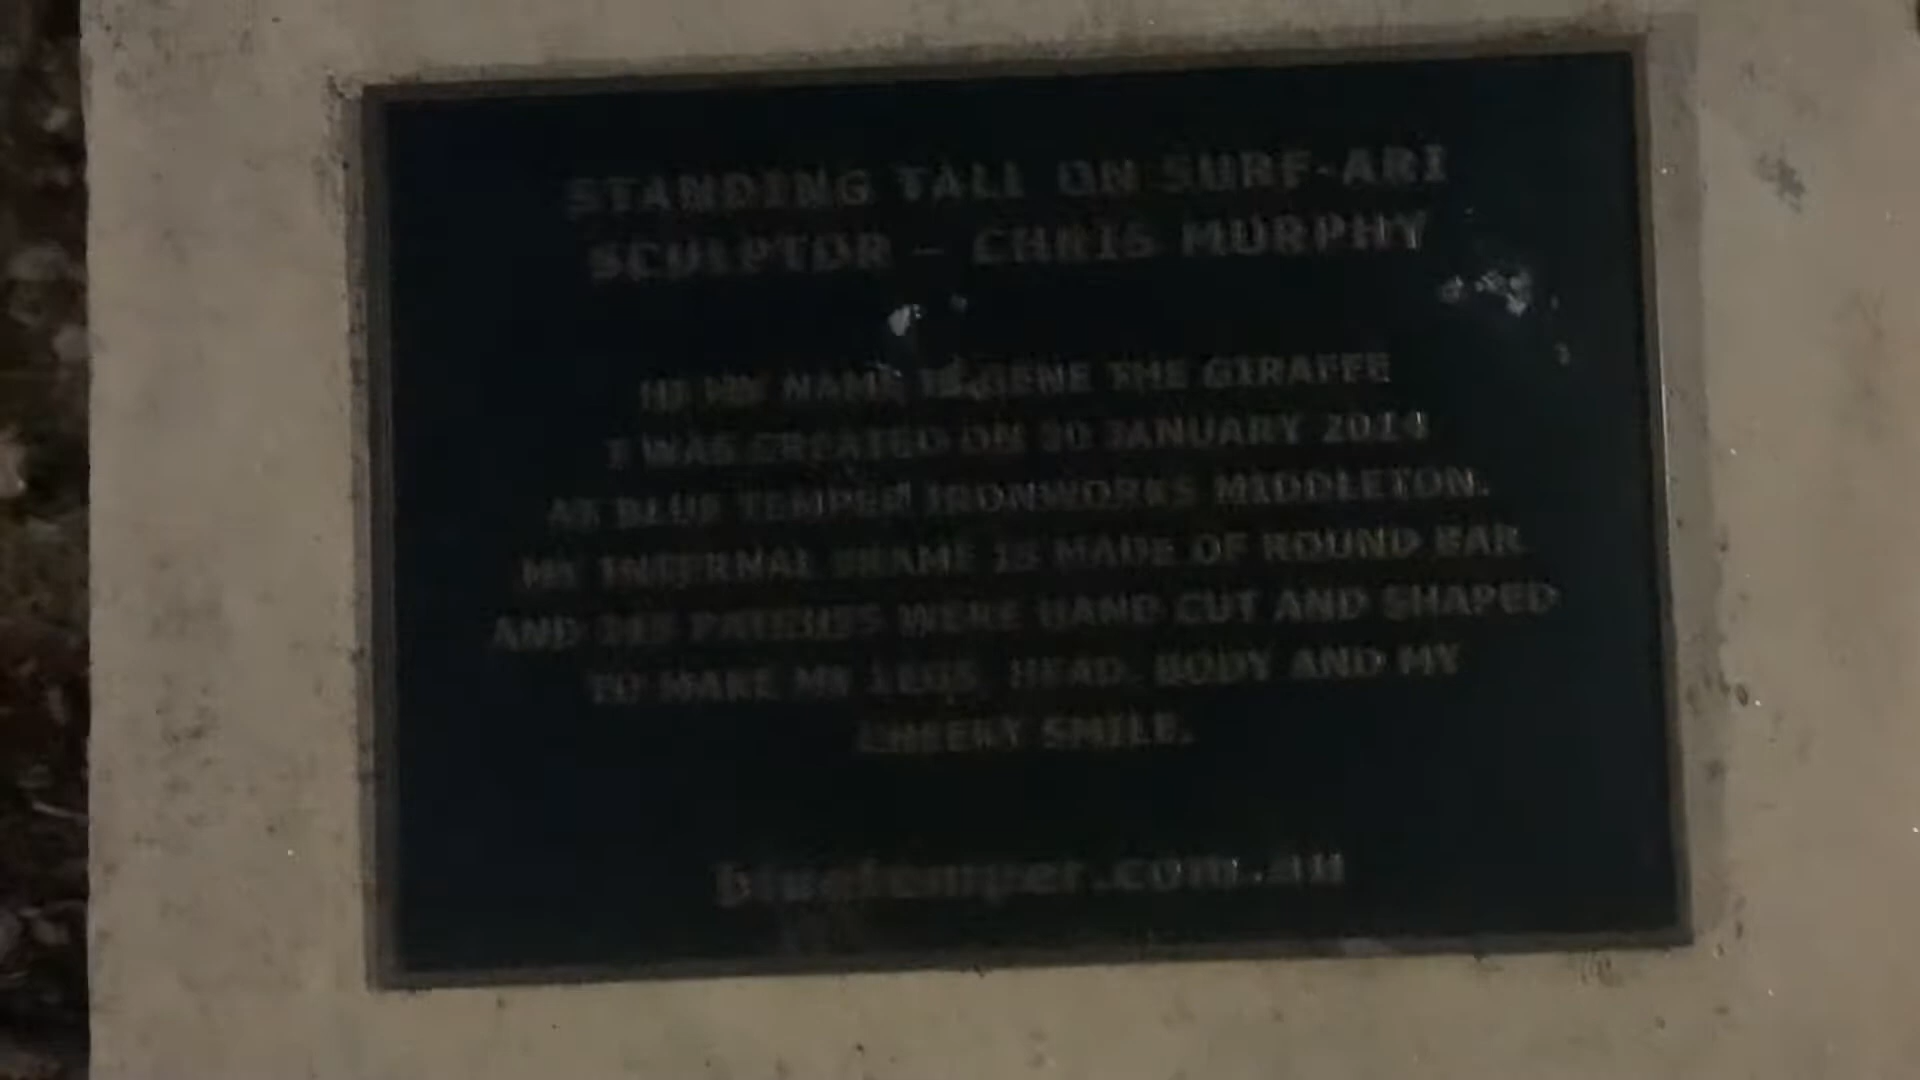 STANDING TALL ON SURF-ARI
SCULPTOR – CHRIS MURPHY
HI MY NAME IS GENE THE GIRAFFE
I WAS CREATED ON JANUARY 2014
AT BLUE TEMPER IRONWORKS MIDDLETON.
MY INTERNAL FRAME IS MADE OF ROUND BAR
AND PATCHES WERE HAND CUT AND SHAPED
TO MAKE MY LEGS, HEAD, BODY AND MY
CHEEKY SMILE.
bluetemper.com.au